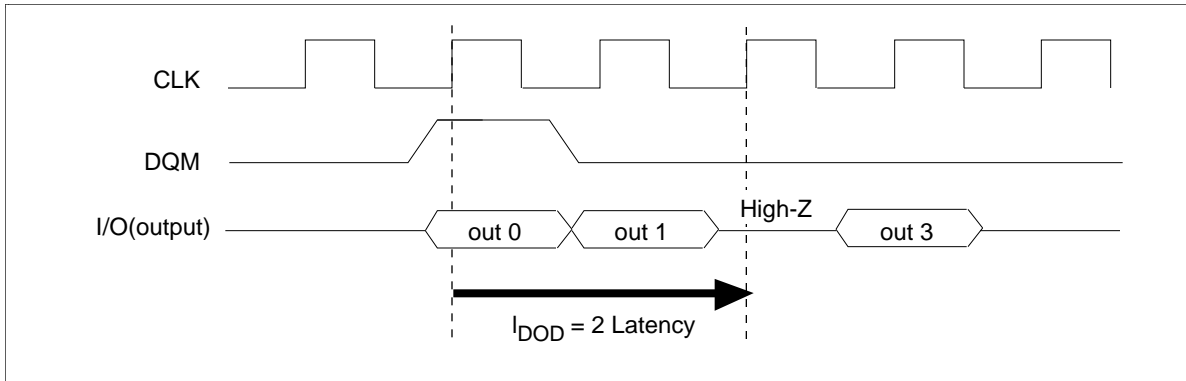 CLK
DQM
High-Z
I/O(output)
out 0
out 1
out 3
lDOD = 2 Latency